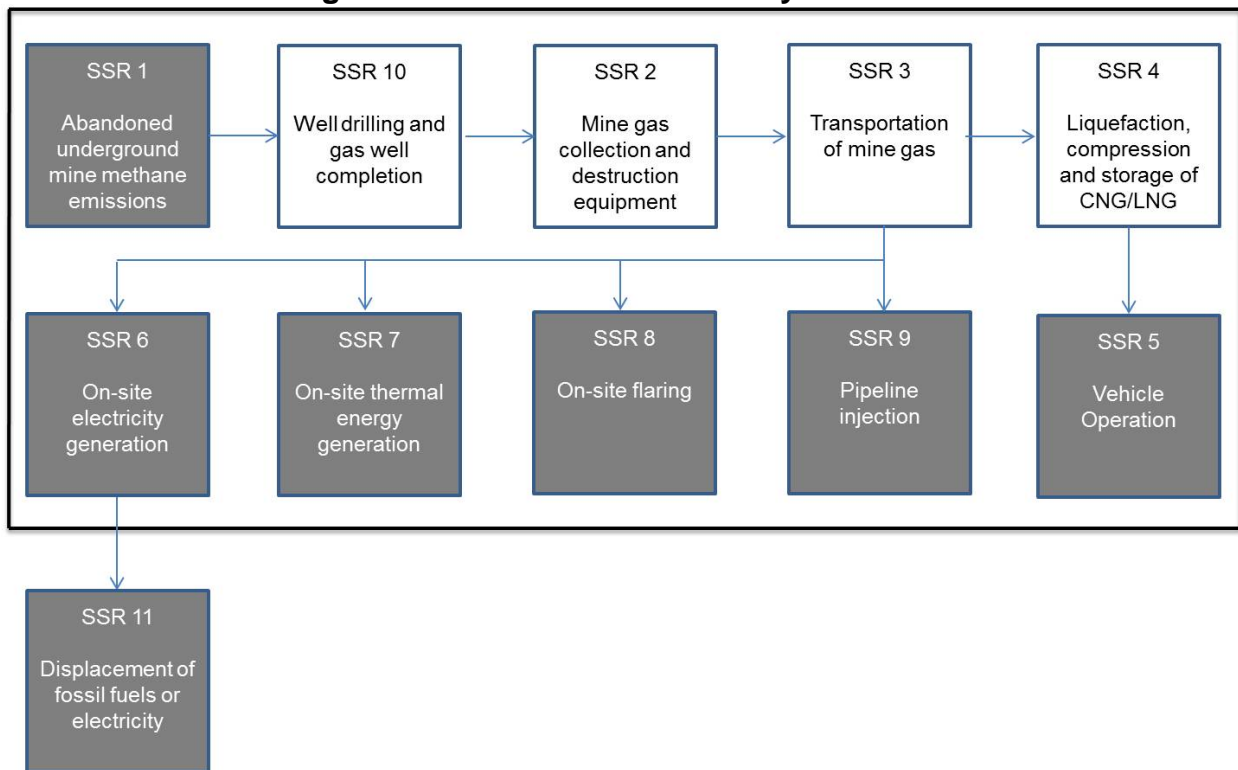 SSR 1
Abandoned
underground
mine methane
emissions
SSR 10
Well drilling and
gas well
completion
SSR 2
Mine gas
collection and
destruction
equipment
SSR 3
Transportation
of mine gas
SSR 4
Liquefaction,
compression
and storage of
CNG/LNG
SSR 6
On-site
electricity
generation
SSR 7
On-site thermal
energy
generation
SSR 8
On-site flaring
SSR 9
Pipeline
injection
SSR 5
Vehicle
Operation
SSR 11
Displacement of
fossil fuels or
electricity